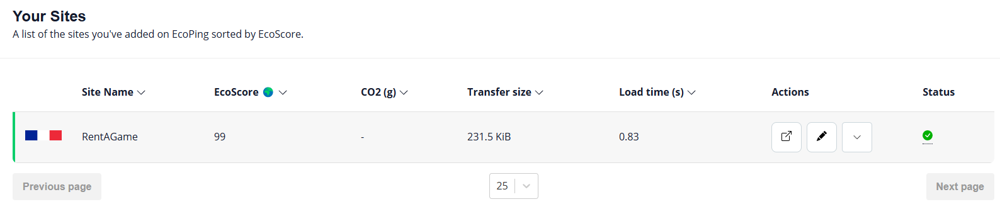 Your Sites
A list of the sites you've added on EcoPing sorted by EcoScore.
Site Name EcoScore CO2 (g) Transfer size Load time (s) Actions Status
RentAGame 99 - 231.5 KiB 0.83
Previous page 25 Next page